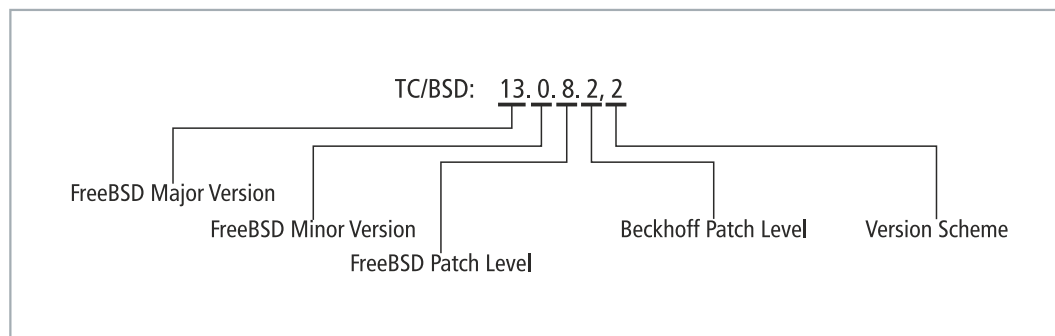 TC/BSD: 13. 0. 8. 2, 2
FreeBSD Major Version
FreeBSD Minor Version
Beckhoff Patch Level
Version Scheme
FreeBSD Patch Level